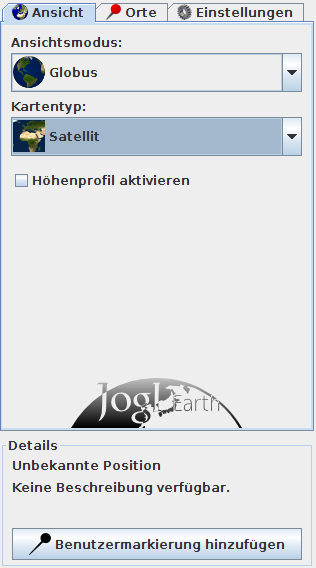 Ansicht Orte Einstellungen
Ansichtsmodus:
Globus
Kartentyp:
Satellit
Höhenprofil aktivieren
JoglEarth
Details
Unbekannte Position
Keine Beschreibung verfügbar.
Benutzermarkierung hinzufügen